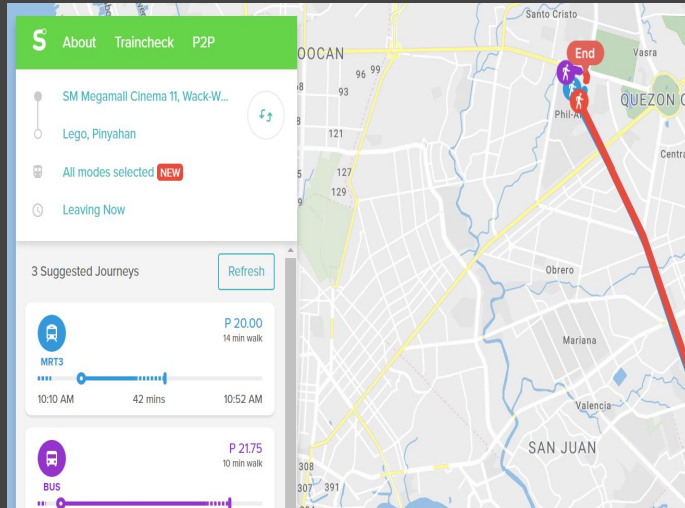 S About Traincheck P2P
SM Megamall Cinema 11, Wack-W...
Lego, Pinyahan
All modes selected NEW
Leaving Now
3 Suggested Journeys Refresh
P 20.00
14 min walk
MRT3
10:10 AM 42 mins 10:52 AM
P 21.75
10 min walk
BUS
Santo Cristo
OOCAN
End
Vasra
96 99
93
QUEZON C
Phil-A
121
Centra
127
129
Obrero
Mariana
Valencia
SAN JUAN
308
307 391